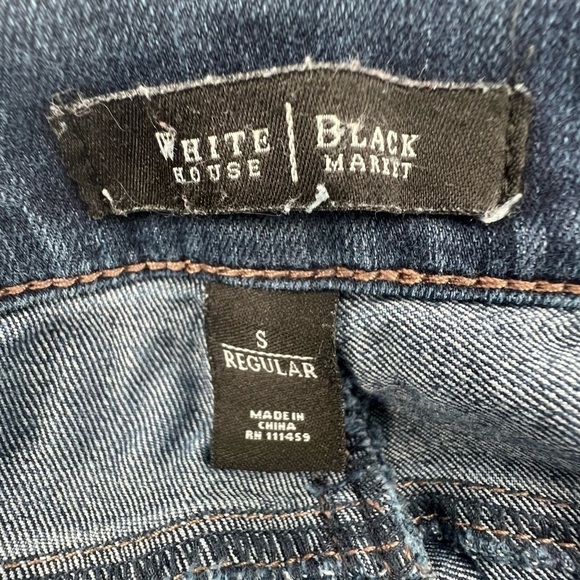 WHITE | BLACK
HOUSE | MARKET
S
REGULAR
MADE IN
CHINA
RN 111459